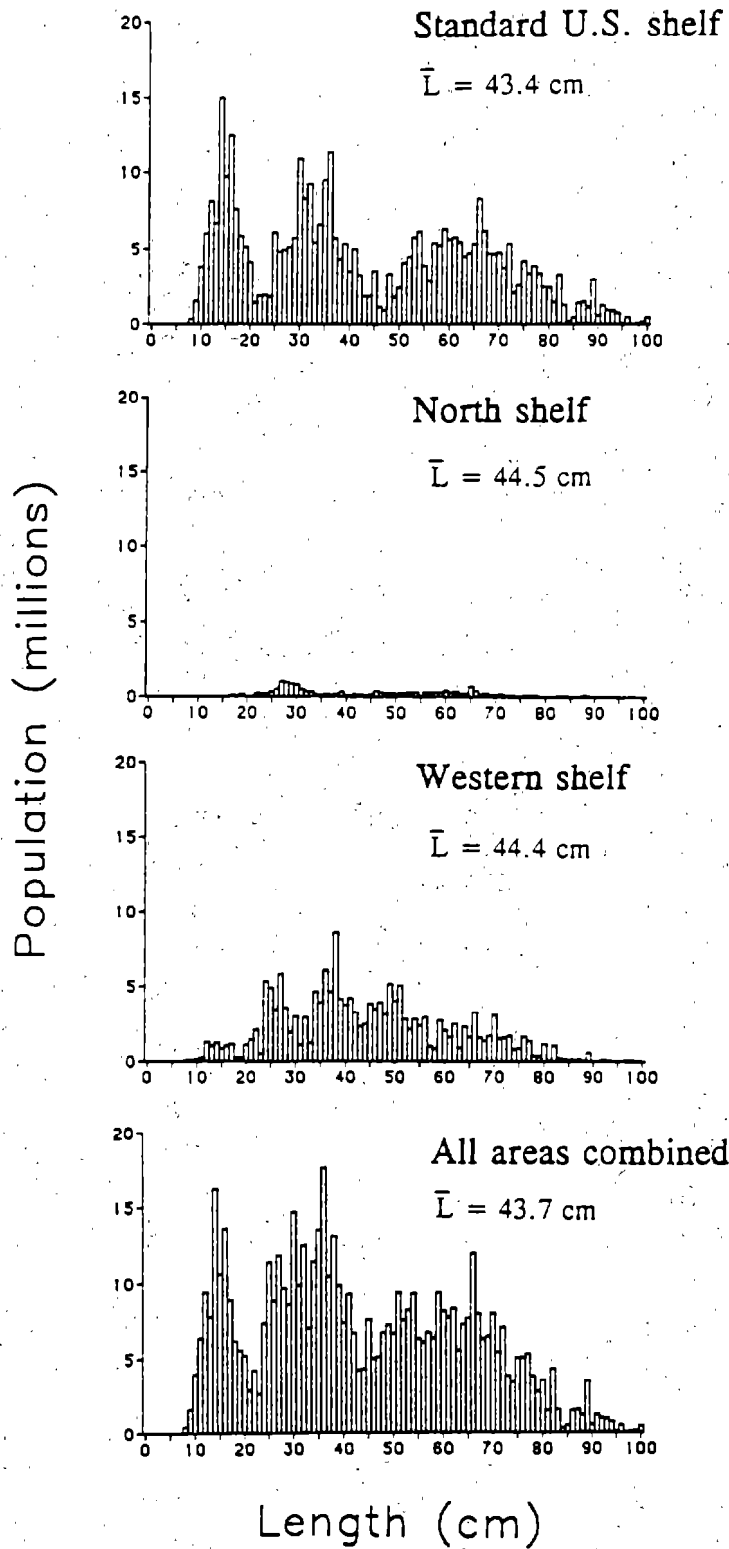 Population (millions)
Standard U.S. shelf
L̄ = 43.4 cm
20
15
10
5
0
0 10 20 30 40 50 60 70 80 90 100
North shelf
L̄ = 44.5 cm
20
15
10
5
0
0 10 20 30 40 50 60 70 80 90 100
Western shelf
L̄ = 44.4 cm
20
15
10
5
0
0 10 20 30 40 50 60 70 80 90 100
All areas combined
L̄ = 43.7 cm
20
15
10
5
0
0 10 20 30 40 50 60 70 80 90 100
Length (cm)